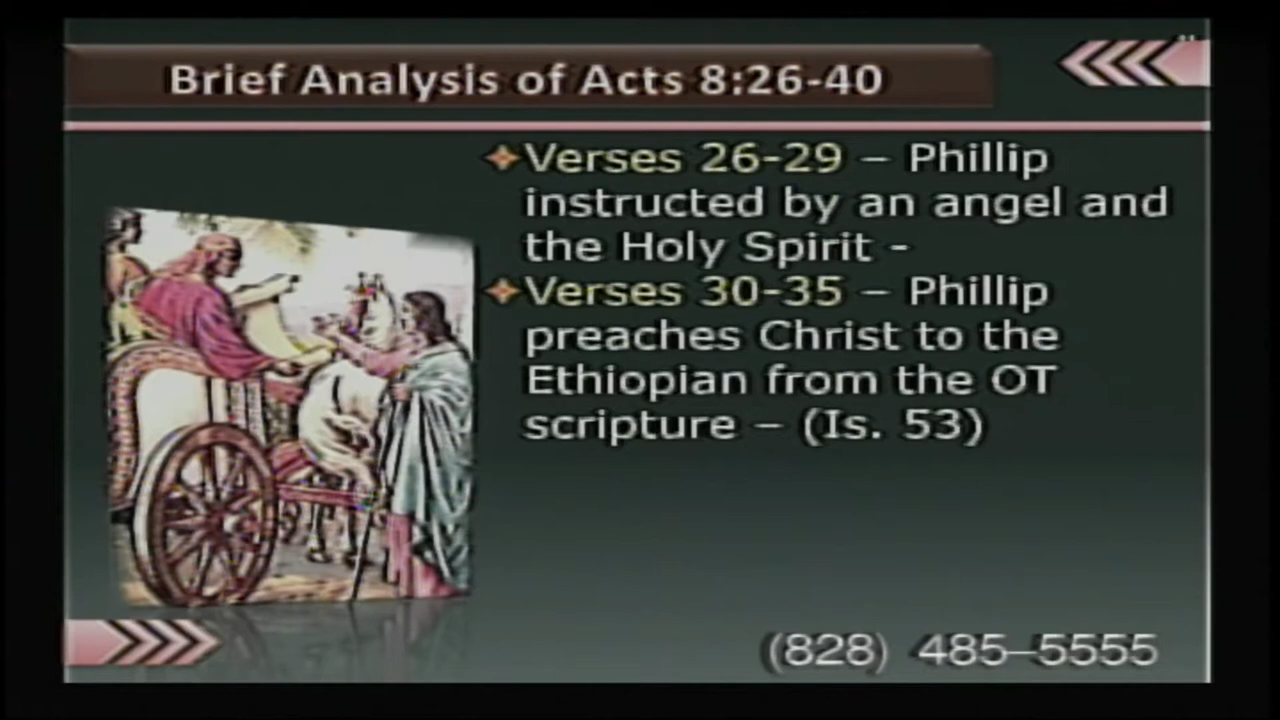 Brief Analysis of Acts 8:26-40
Verses 26-29 – Phillip
instructed by an angel and
the Holy Spirit -
Verses 30-35 – Phillip
preaches Christ to the
Ethiopian from the OT
scripture – (Is. 53)
(828) 485–5555